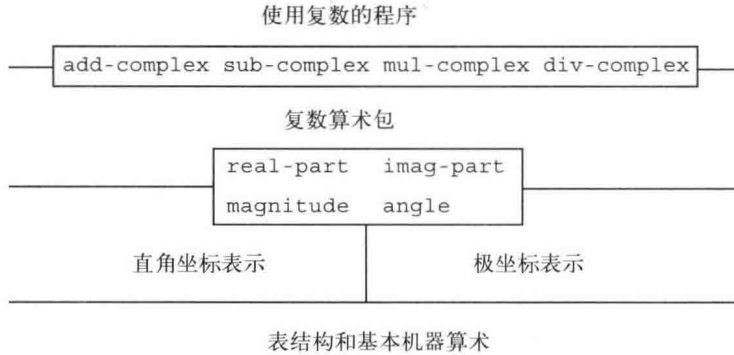 使用复数的程序
add-complex sub-complex mul-complex div-complex
复数算术包
real-part imag-part
magnitude angle
直角坐标表示 极坐标表示
表结构和基本机器算术